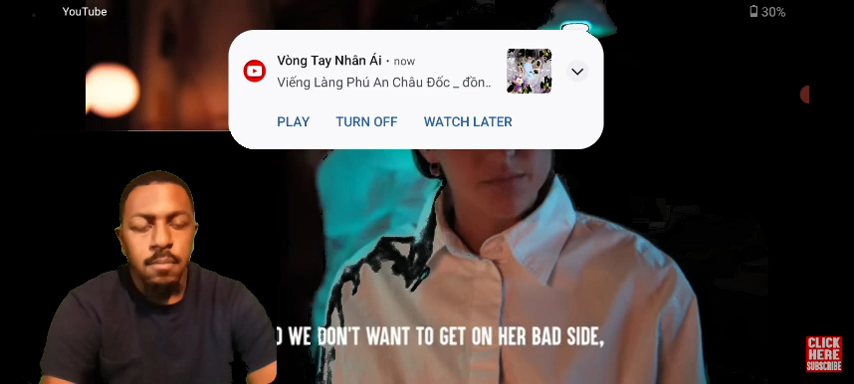 YouTube
30%
Vòng Tay Nhân Ái • now
Viếng Làng Phú An Châu Đốc _ đồn..
PLAY TURN OFF WATCH LATER
WE DON'T WANT TO GET ON HER BAD SIDE,
CLICK
HERE
SUBSCRIBE